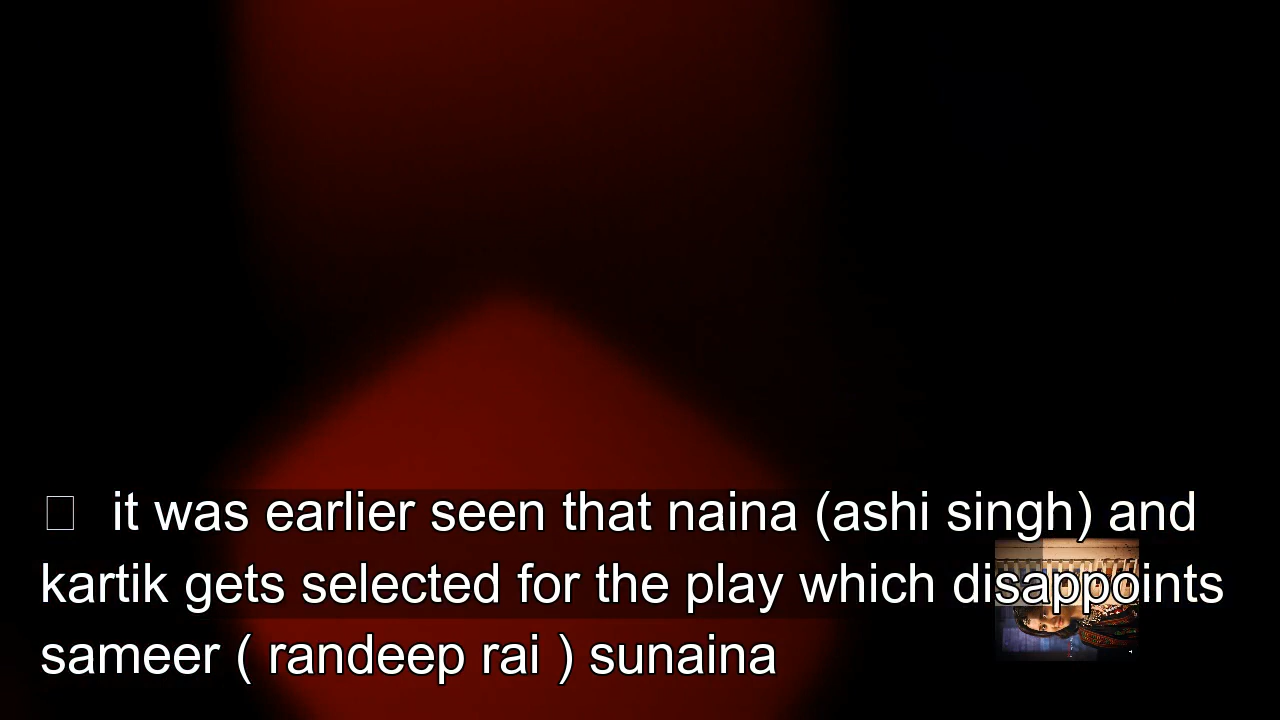 it was earlier seen that naina (ashi singh) and
kartik gets selected for the play which disappoints
sameer ( randeep rai ) sunaina